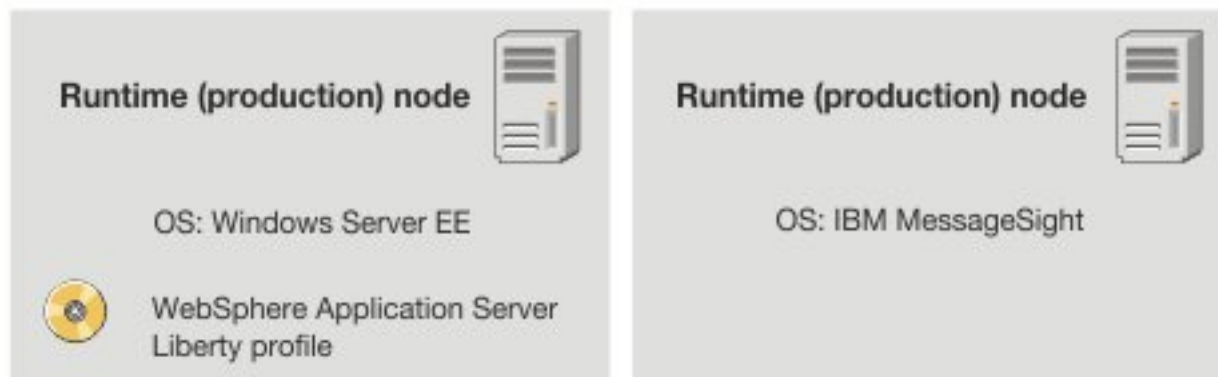 Runtime (production) node
OS: Windows Server EE
WebSphere Application Server
Liberty profile
Runtime (production) node
OS: IBM MessageSight